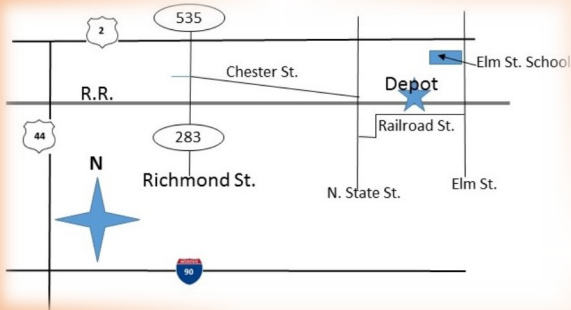 535
2
Elm St. School
Chester St.
Depot
R.R.
Railroad St.
283
44
N
Richmond St.
N. State St.
Elm St.
90